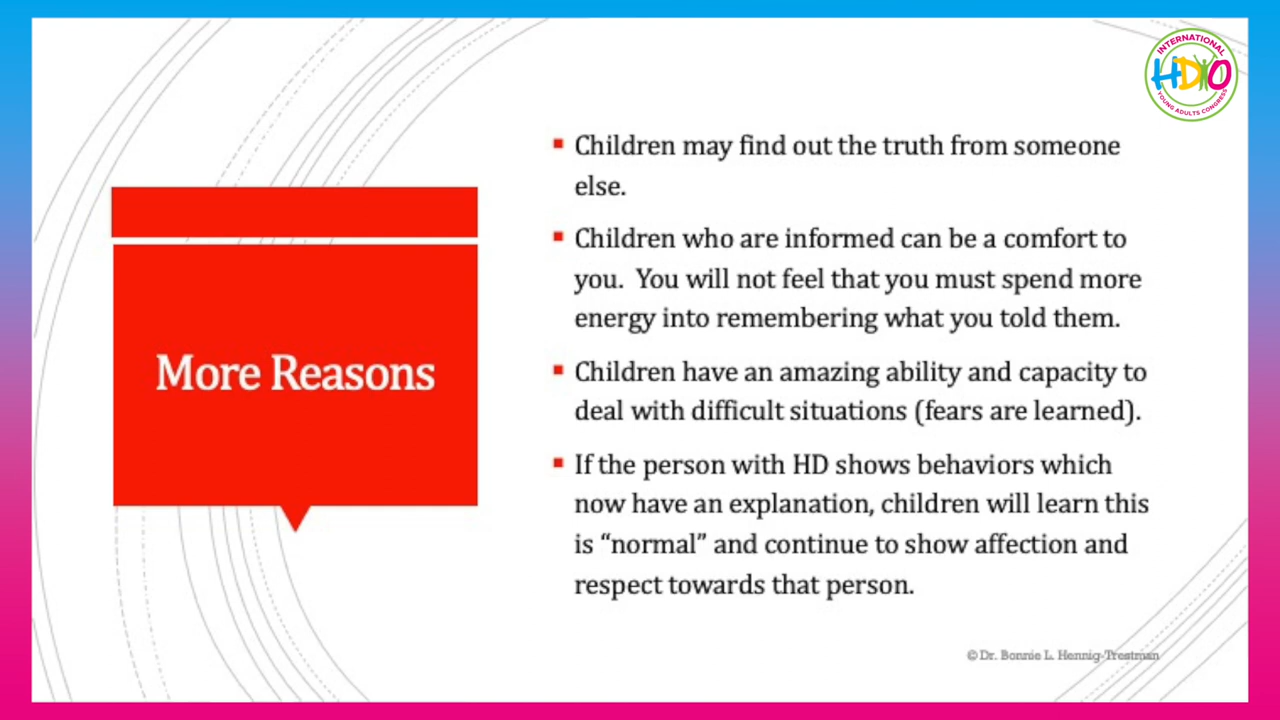 INTERNATIONAL
HDYO
YOUNG ADULTS CONGRESS
More Reasons
Children may find out the truth from someone
else.
Children who are informed can be a comfort to
you.  You will not feel that you must spend more
energy into remembering what you told them.
Children have an amazing ability and capacity to
deal with difficult situations (fears are learned).
If the person with HD shows behaviors which
now have an explanation, children will learn this
is “normal” and continue to show affection and
respect towards that person.
© Dr. Bonnie L. Hennig-Trestman